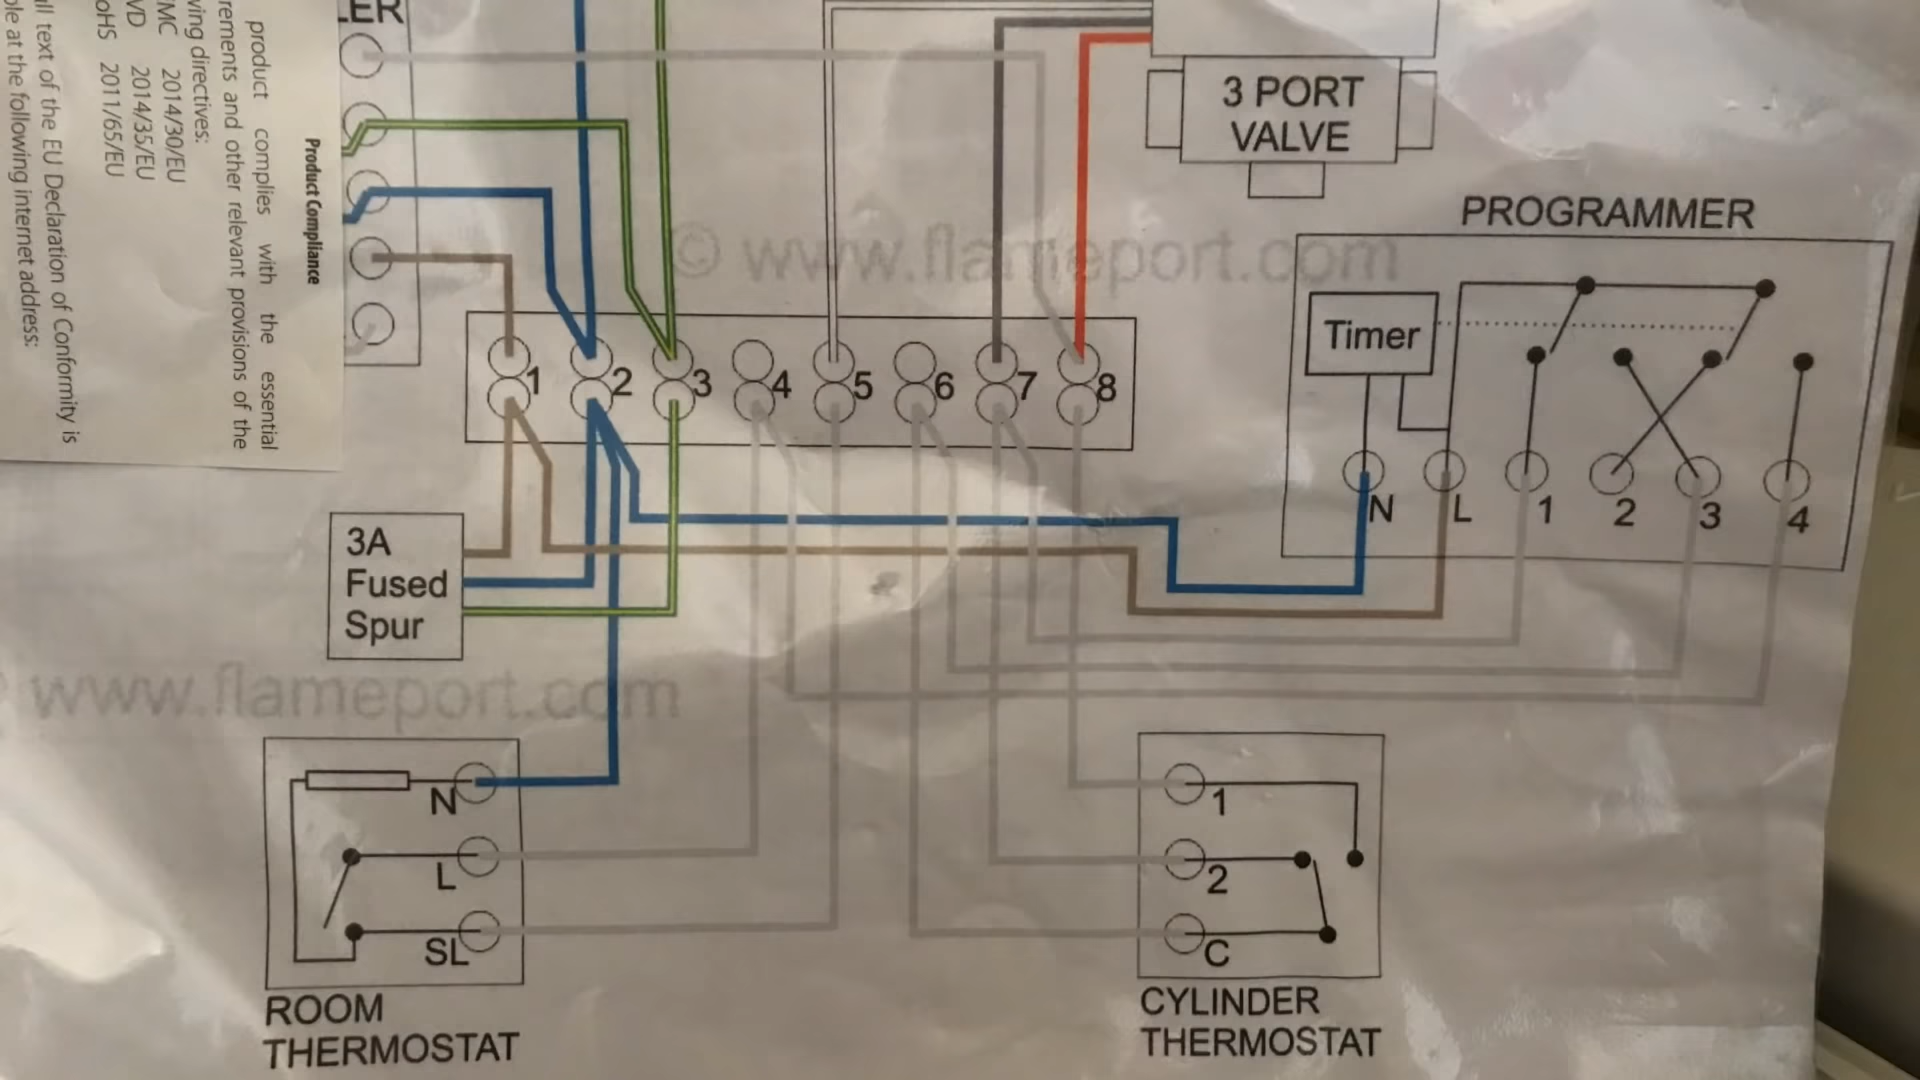 LER
product complies with the essential
rements and other relevant provisions of the
ving directives:
MC 2014/30/EU
VD 2014/35/EU
oHS 2011/65/EU
ll text of the EU Declaration of Conformity is
ble at the following internet address:
Product Compliance
3 PORT
VALVE
© www.flameport.com
PROGRAMMER
Timer
N L 1 2 3 4
1 2 3 4 5 6 7 8
3A
Fused
Spur
www.flameport.com
N
L
SL
ROOM
THERMOSTAT
1
2
C
CYLINDER
THERMOSTAT